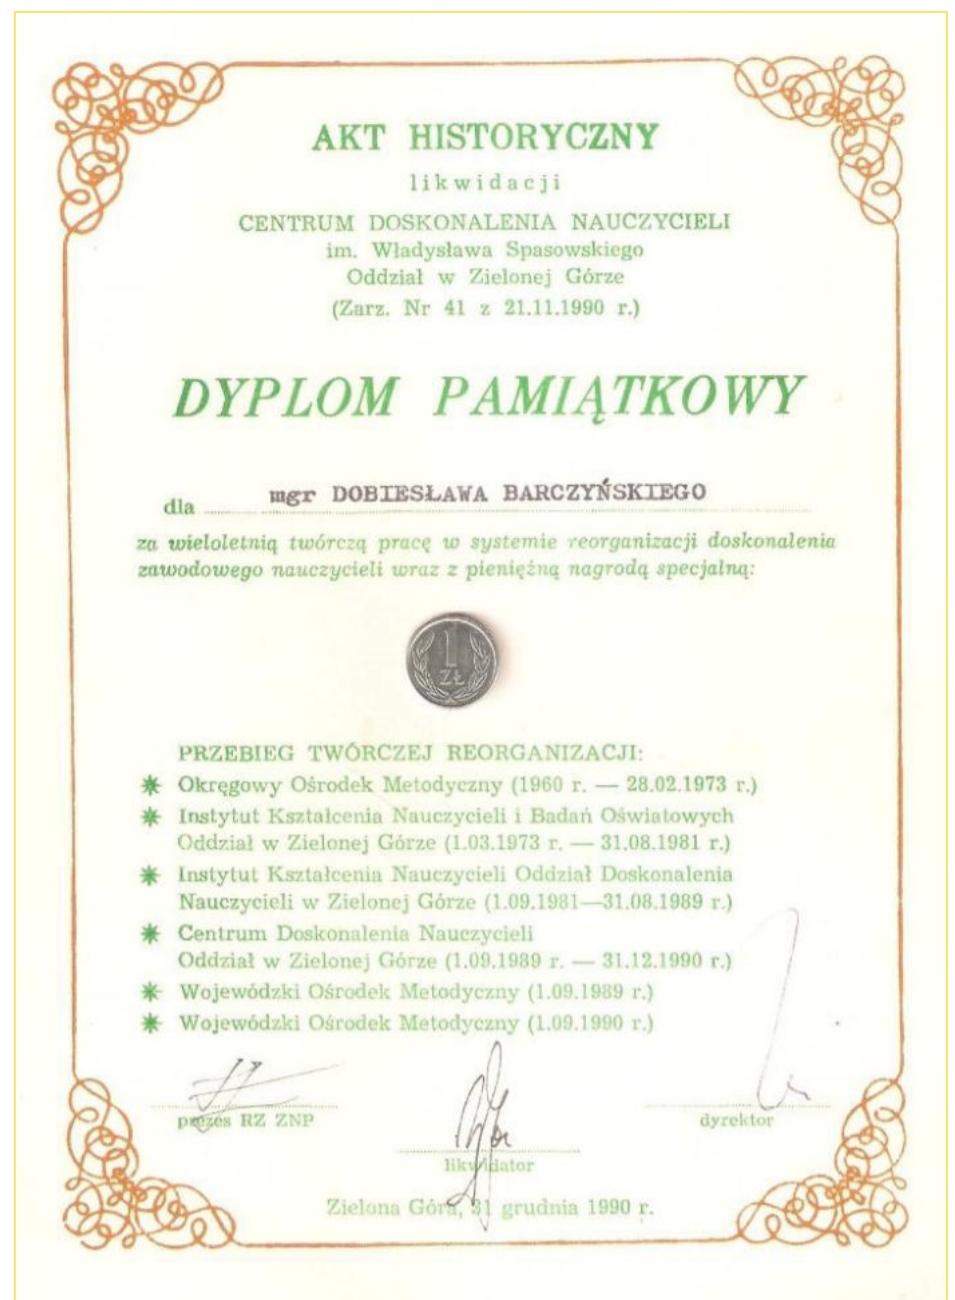 AKT HISTORYCZNY
likwidacji
CENTRUM DOSKONALENIA NAUCZYCIELI
im. Władysława Spasowskiego
Oddział w Zielonej Górze
(Zarz. Nr 41 z 21.11.1990 r.)
DYPLOM PAMIĄTKOWY
dla mgr DOBIESŁAWA BARCZYŃSKIEGO
za wieloletnią twórczą pracę w systemie reorganizacji doskonalenia
zawodowego nauczycieli wraz z pieniężną nagrodą specjalną:
1
ZŁ
PRZEBIEG TWÓRCZEJ REORGANIZACJI:
Okręgowy Ośrodek Metodyczny (1960 r. — 28.02.1973 r.)
Instytut Kształcenia Nauczycieli i Badań Oświatowych
Oddział w Zielonej Górze (1.03.1973 r. — 31.08.1981 r.)
Instytut Kształcenia Nauczycieli Oddział Doskonalenia
Nauczycieli w Zielonej Górze (1.09.1981—31.08.1989 r.)
Centrum Doskonalenia Nauczycieli
Oddział w Zielonej Górze (1.09.1989 r. — 31.12.1990 r.)
Wojewódzki Ośrodek Metodyczny (1.09.1989 r.)
Wojewódzki Ośrodek Metodyczny (1.09.1990 r.)
prezes RZ ZNP
dyrektor
likwidator
Zielona Góra, 31 grudnia 1990 r.